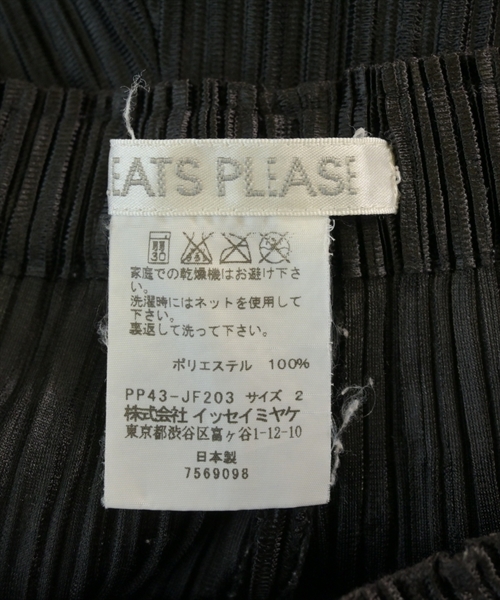 EATS PLEASE
弱 30
家庭での乾燥機はお避け下さ
い。
洗濯時にはネットを使用して
下さい。
裏返して洗って下さい。
ポリエステル 100%
PP43-JF203 サイズ 2
株式会社 イッセイミヤケ
東京都渋谷区富ヶ谷1-12-10
日本製
7569098